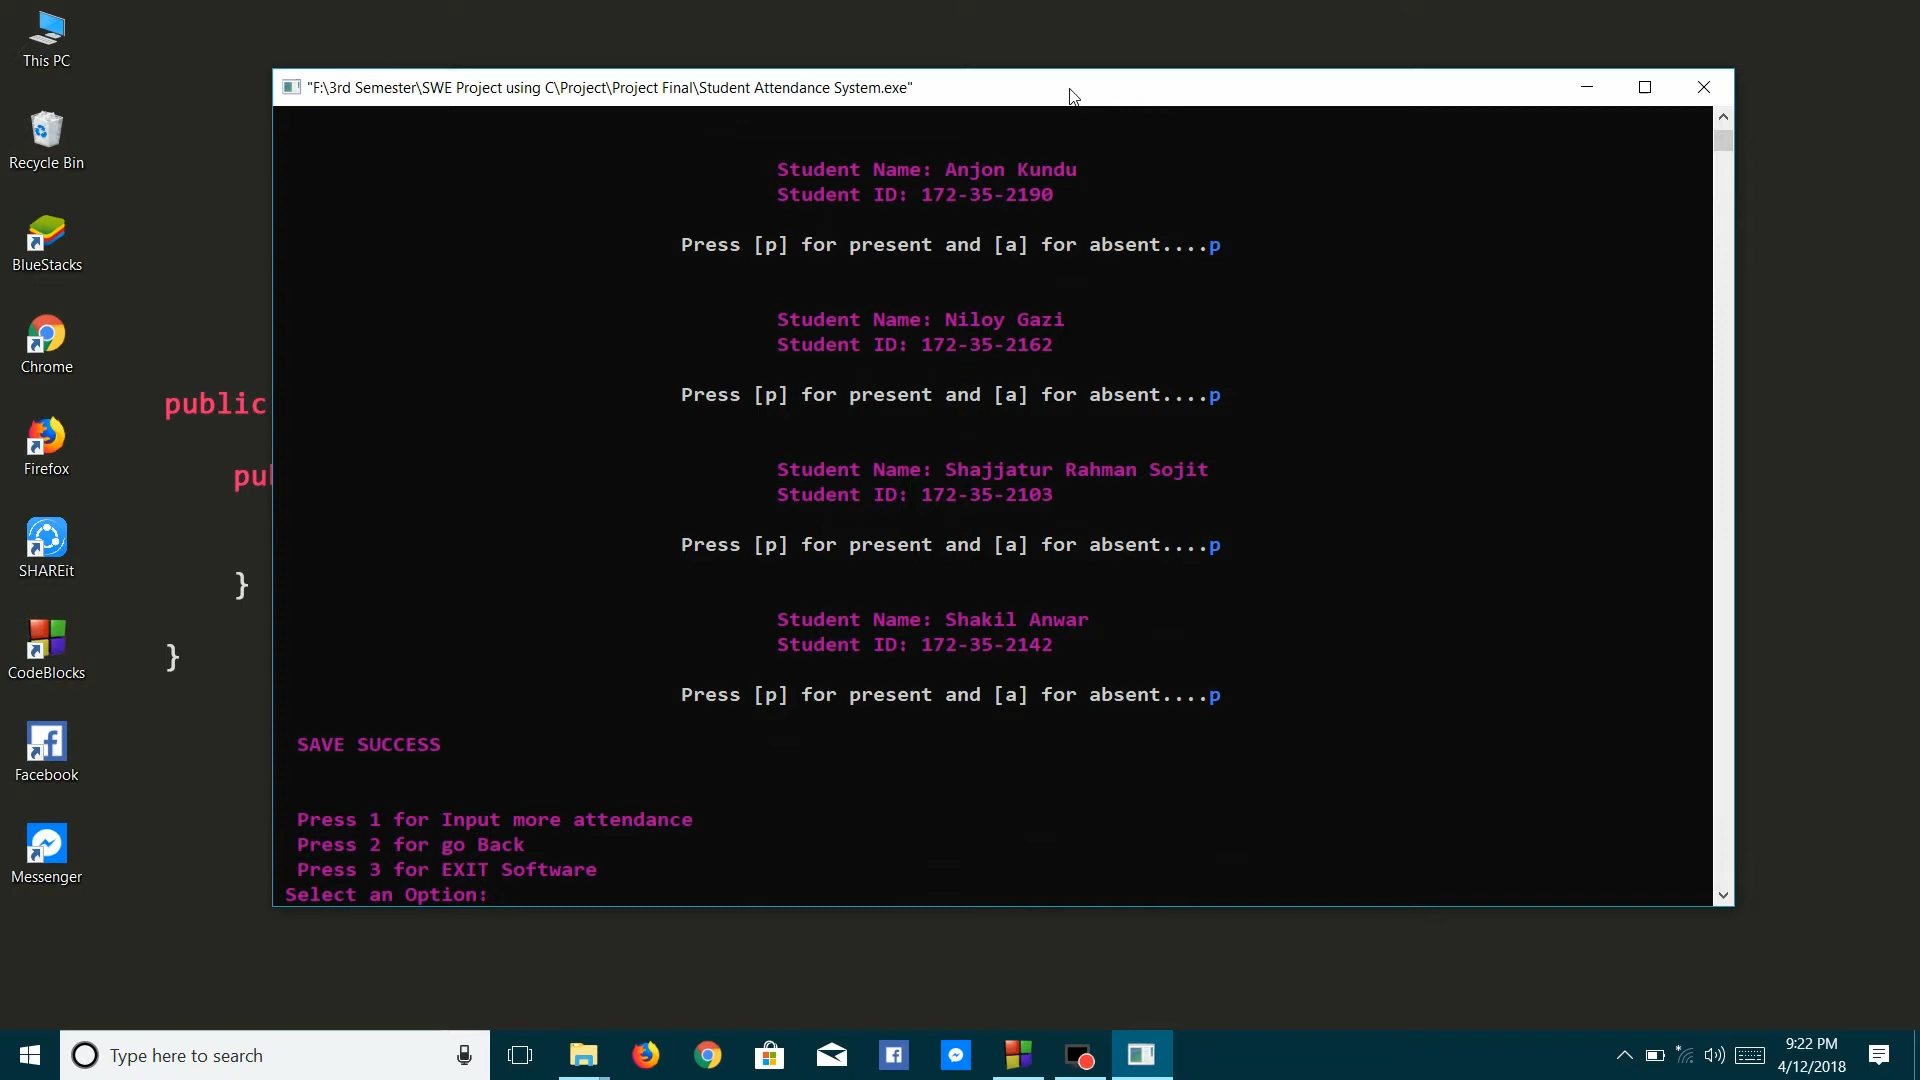 This PC
Recycle Bin
BlueStacks
Chrome
Firefox
SHAREit
CodeBlocks
Facebook
Messenger
public
pu
}
}
"F:\3rd Semester\SWE Project using C\Project\Project Final\Student Attendance System.exe"
Student Name: Anjon Kundu
Student ID: 172-35-2190
Press [p] for present and [a] for absent....p
Student Name: Niloy Gazi
Student ID: 172-35-2162
Press [p] for present and [a] for absent....p
Student Name: Shajjatur Rahman Sojit
Student ID: 172-35-2103
Press [p] for present and [a] for absent....p
Student Name: Shakil Anwar
Student ID: 172-35-2142
Press [p] for present and [a] for absent....p
SAVE SUCCESS
Press 1 for Input more attendance
Press 2 for go Back
Press 3 for EXIT Software
Select an Option:
Type here to search
9:22 PM
4/12/2018